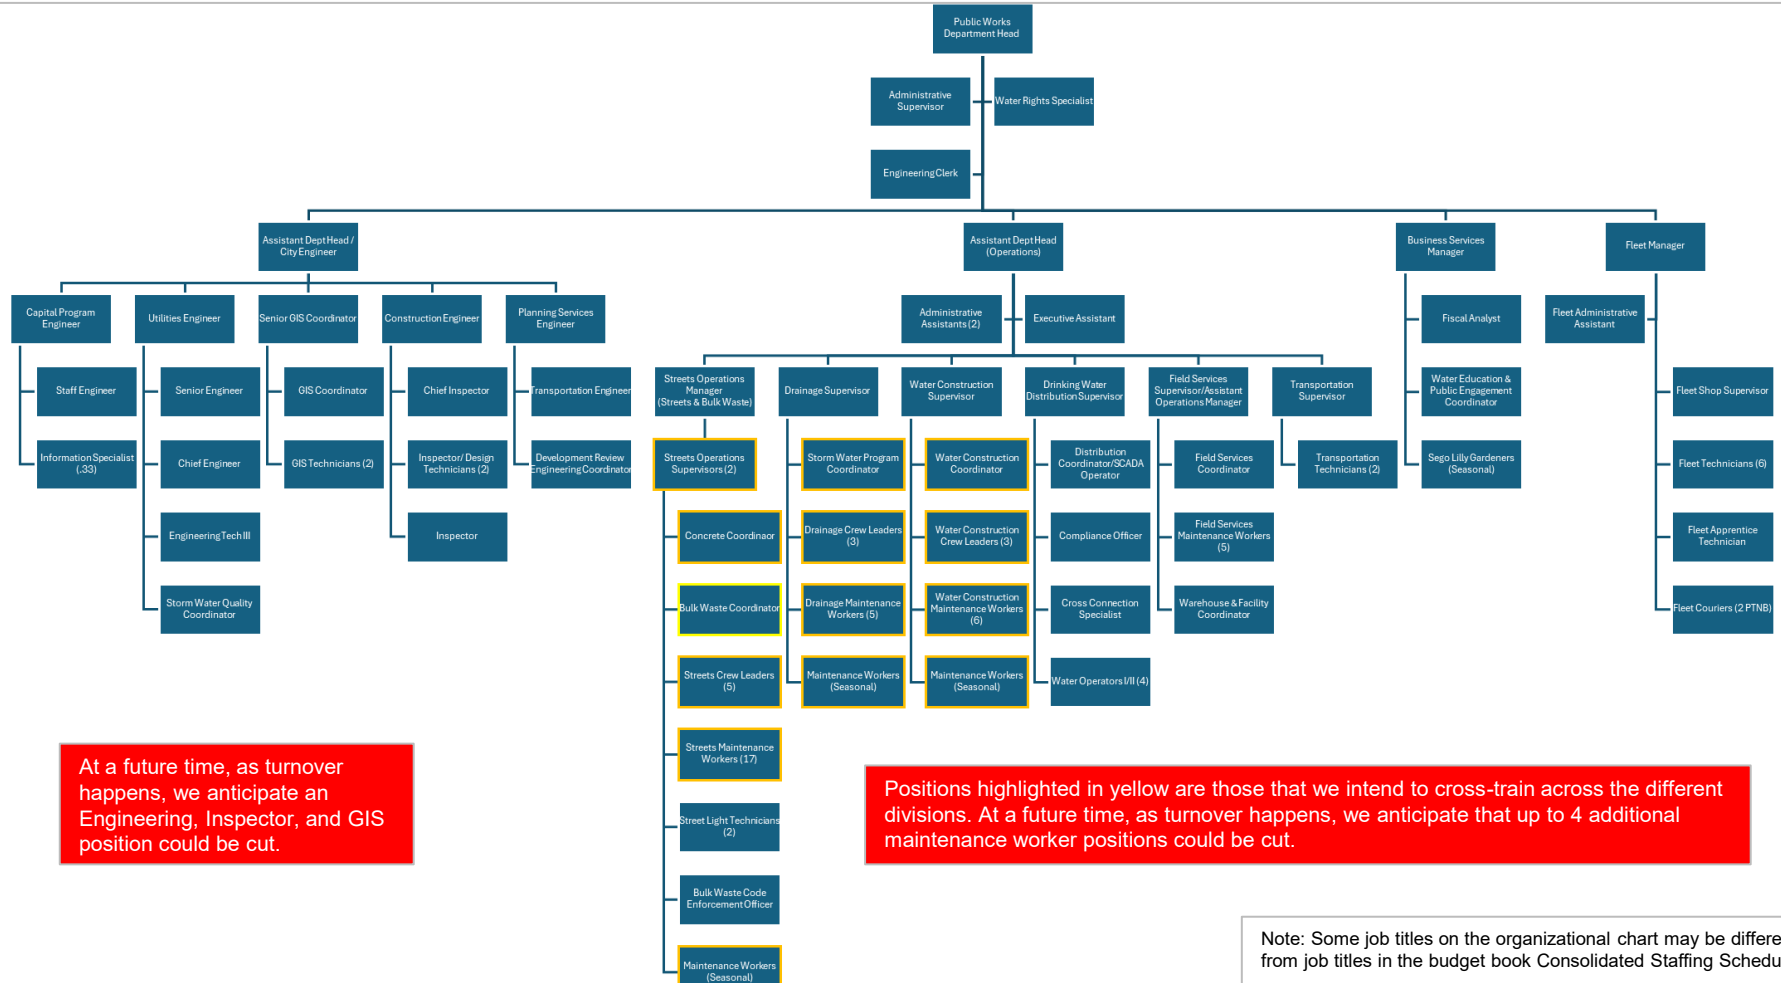 Public Works
Department Head
Administrative
Supervisor
Water Rights Specialist
Engineering Clerk
Assistant Dept Head /
City Engineer
Assistant Dept Head
(Operations)
Business Services
Manager
Fleet Manager
Capital Program
Engineer
Utilities Engineer
Senior GIS Coordinator
Construction Engineer
Planning Services
Engineer
Administrative
Assistants (2)
Executive Assistant
Fiscal Analyst
Fleet Administrative
Assistant
Staff Engineer
Senior Engineer
GIS Coordinator
Chief Inspector
Transportation Engineer
Streets Operations
Manager
(Streets & Bulk Waste)
Drainage Supervisor
Water Construction
Supervisor
Drinking Water
Distribution Supervisor
Field Services
Supervisor/Assistant
Operations Manager
Transportation
Supervisor
Water Education &
Public Engagement
Coordinator
Fleet Shop Supervisor
Information Specialist
(.33)
Chief Engineer
GIS Technicians (2)
Inspector/ Design
Technicians (2)
Development Review
Engineering Coordinator
Streets Operations
Supervisors (2)
Storm Water Program
Coordinator
Water Construction
Coordinator
Distribution
Coordinator/SCADA
Operator
Field Services
Coordinator
Transportation
Technicians (2)
Sego Lilly Gardeners
(Seasonal)
Fleet Technicians (6)
Engineering Tech III
Inspector
Concrete Coordinaor
Drainage Crew Leaders
(3)
Water Construction
Crew Leaders (3)
Compliance Officer
Field Services
Maintenance Workers
(5)
Fleet Apprentice
Technician
Storm Water Quality
Coordinator
Bulk Waste Coordinator
Drainage Maintenance
Workers (5)
Water Construction
Maintenance Workers
(6)
Cross Connection
Specialist
Warehouse & Facility
Coordinator
Fleet Couriers (2 PTNB)
Streets Crew Leaders
(5)
Maintenance Workers
(Seasonal)
Maintenance Workers
(Seasonal)
Water Operators I/II (4)
Streets Maintenance
Workers (17)
Street Light Technicians
(2)
Bulk Waste Code
Enforcement Officer
Maintenance Workers
(Seasonal)
At a future time, as turnover
happens, we anticipate an
Engineering, Inspector, and GIS
position could be cut.
Positions highlighted in yellow are those that we intend to cross-train across the different
divisions. At a future time, as turnover happens, we anticipate that up to 4 additional
maintenance worker positions could be cut.
Note: Some job titles on the organizational chart may be differe
from job titles in the budget book Consolidated Staffing Schedu